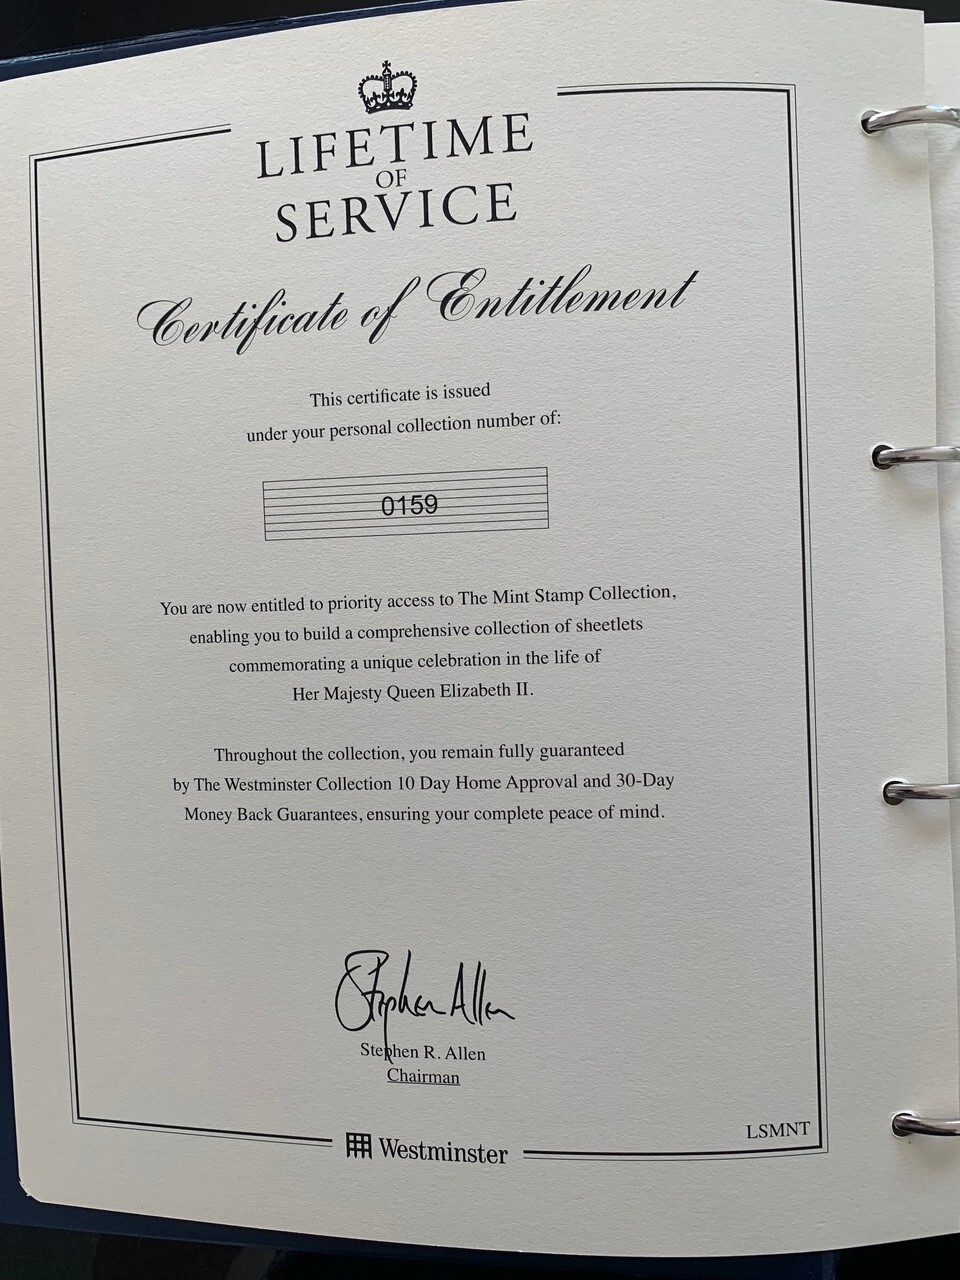 LIFETIME
OF
SERVICE
Certificate of Entitlement
This certificate is issued
under your personal collection number of:
0159
You are now entitled to priority access to The Mint Stamp Collection,
enabling you to build a comprehensive collection of sheetlets
commemorating a unique celebration in the life of
Her Majesty Queen Elizabeth II.
Throughout the collection, you remain fully guaranteed
by The Westminster Collection 10 Day Home Approval and 30-Day
Money Back Guarantees, ensuring your complete peace of mind.
Stephen Allen
Stephen R. Allen
Chairman
LSMNT
Westminster